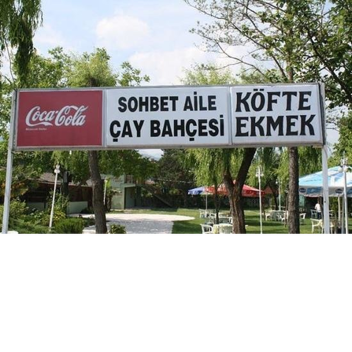 Coca-Cola
SOHBET AİLE
ÇAY BAHÇESİ
KÖFTE
EKMEK